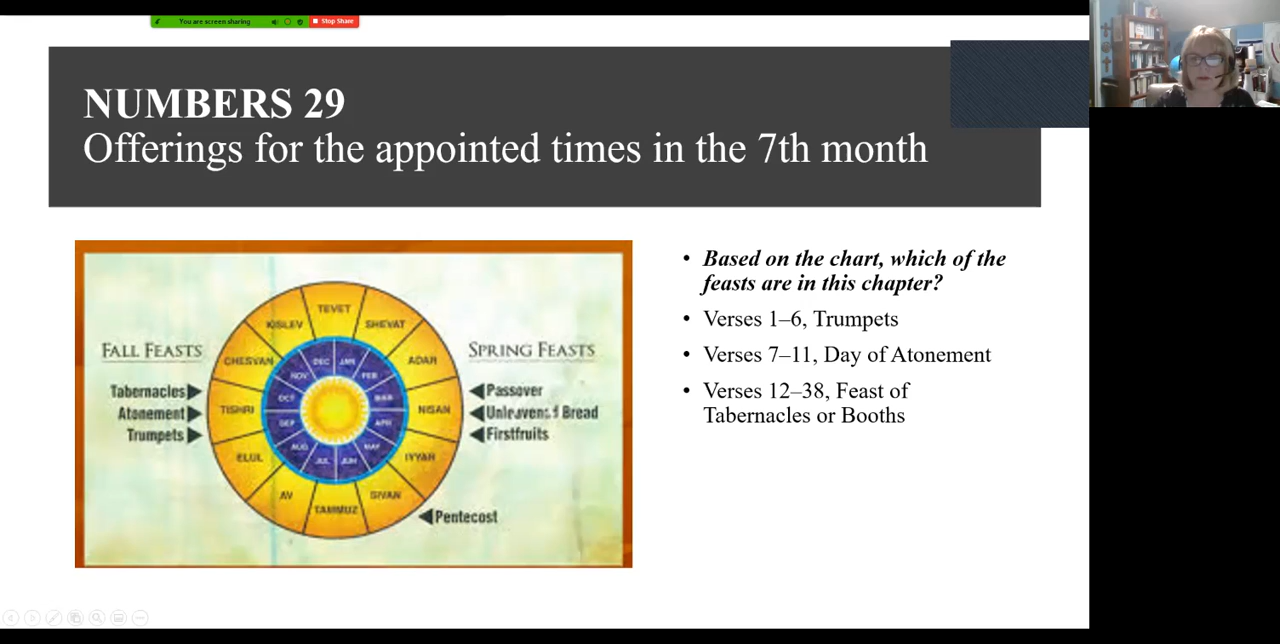 You are screen sharing
Stop Share
NUMBERS 29
Offerings for the appointed times in the 7th month
FALL FEASTS
Tabernacles
Atonement
Trumpets
TEVET
SHEVAT
ADAR
NISAN
IYYAR
SIVAN
TAMMUZ
AV
ELUL
TISHRI
CHESVAN
KISLEV
DEC
JAN
FEB
MAR
APR
MAY
JUN
JUL
AUG
SEP
OCT
NOV
SPRING FEASTS
Passover
Unleavened Bread
Firstfruits
Pentecost
• Based on the chart, which of the
feasts are in this chapter?
• Verses 1–6, Trumpets
• Verses 7–11, Day of Atonement
• Verses 12–38, Feast of
Tabernacles or Booths